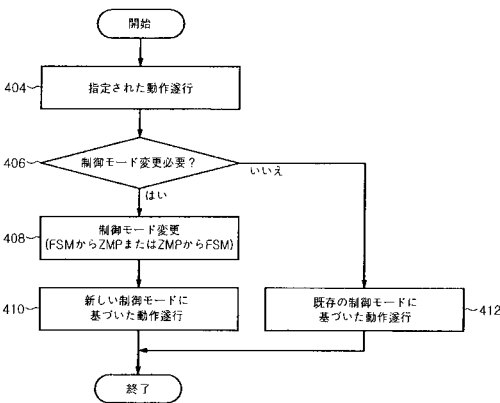 開始
404
指定された動作遂行
406
制御モード変更必要?
いいえ
はい
408
制御モード変更
(FSMからZMPまたはZMPからFSM)
410
新しい制御モードに
基づいた動作遂行
既存の制御モードに
基づいた動作遂行
412
終了